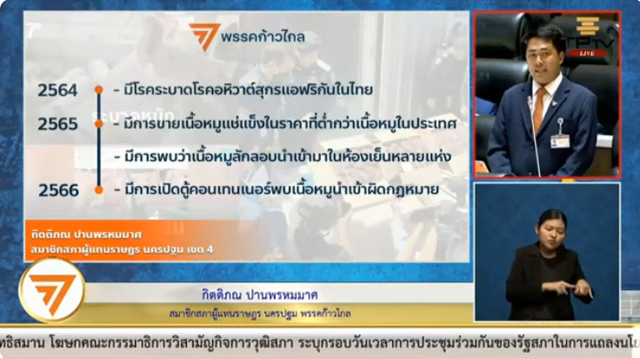 พรรคก้าวไกล
TPTV
LIVE
2564 - มีโรคระบาดโรคอหิวาต์สุกรแอฟริกันในไทย
2565 - มีการขายเนื้อหมูแช่แข็งในราคาที่ต่ำกว่าเนื้อหมูในประเทศ
- มีการพบว่าเนื้อหมูลักลอบนำเข้ามาในห้องเย็นหลายแห่ง
2566 - มีการเปิดตู้คอนเทนเนอร์พบเนื้อหมูนำเข้าผิดกฎหมาย
กิตติภณ ปานพรหมมาศ
สมาชิกสภาผู้แทนราษฎร นครปฐม เขต 4
กิตติภณ ปานพรหมมาศ
สมาชิกสภาผู้แทนราษฎร นครปฐม พรรคก้าวไกล
ทธิสมาน โฆษกคณะกรรมาธิการวิสามัญกิจการวุฒิสภา ระบุกรอบวันเวลาการประชุมร่วมกันของรัฐสภาในการแถลงนโ